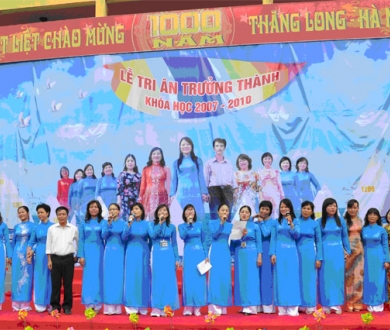 T LIỆT CHÀO MỪNG
1000
NĂM
THĂNG LONG - HÀ
LỄ TRI ÂN TRƯỞNG THÀNH
KHÓA HỌC 2007 - 2010